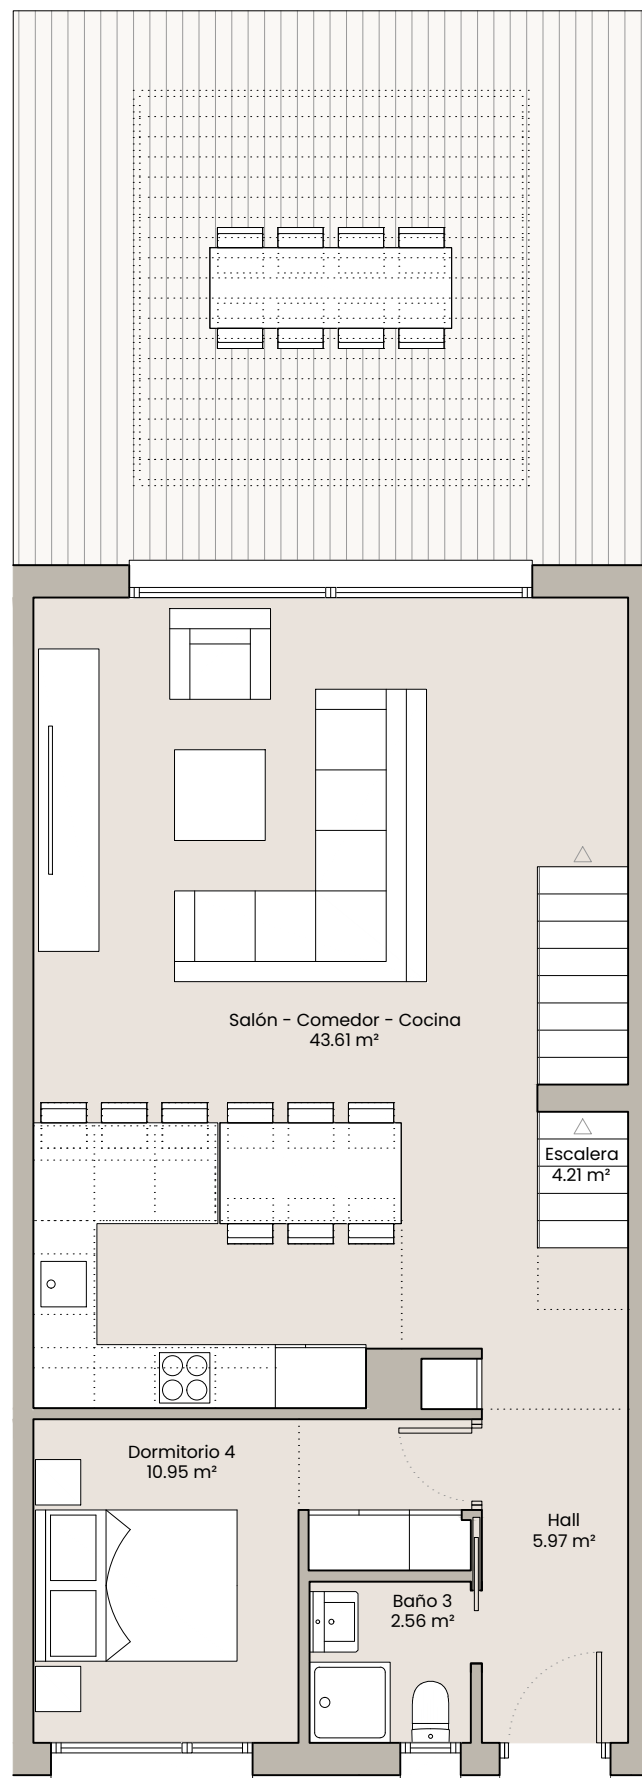 Salón - Comedor - Cocina
43.61 m²
Escalera
4.21 m²
Dormitorio 4
10.95 m²
Hall
5.97 m²
Baño 3
2.56 m²